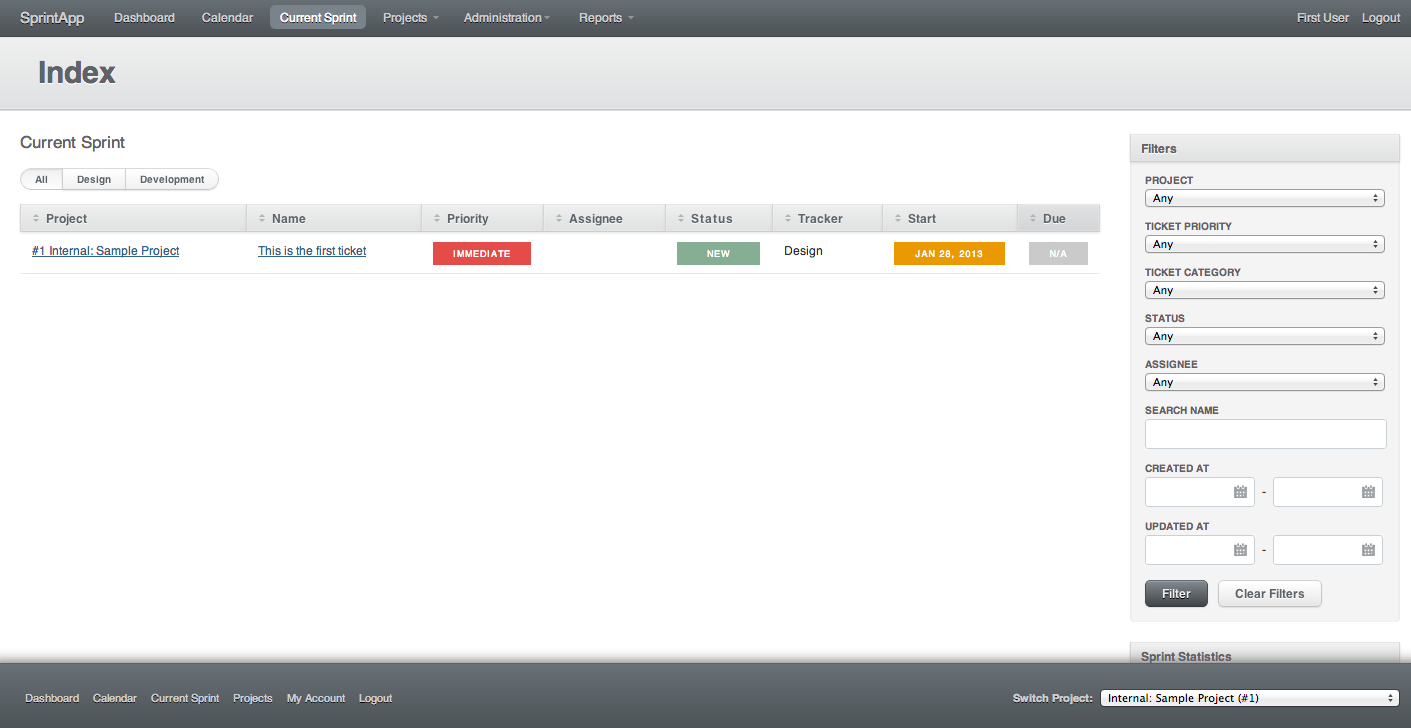 SprintApp Dashboard Calendar Current Sprint Projects Administration Reports First User Logout
Index
Current Sprint
All Design Development
Project Name Priority Assignee Status Tracker Start Due
#1 Internal: Sample Project This is the first ticket IMMEDIATE NEW Design JAN 28, 2013 N/A
Filters
PROJECT
Any
TICKET PRIORITY
Any
TICKET CATEGORY
Any
STATUS
Any
ASSIGNEE
Any
SEARCH NAME
CREATED AT
-
UPDATED AT
-
Filter Clear Filters
Sprint Statistics
Dashboard Calendar Current Sprint Projects My Account Logout Switch Project: Internal: Sample Project (#1)